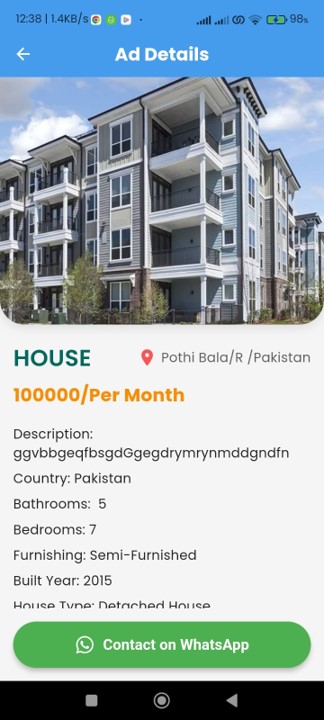 12:38 | 1.4KB/s
98%
Ad Details
HOUSE
Pothi Bala/R /Pakistan
100000/Per Month
Description:
ggvbbgeqfbsgdGgegdrymrynmddgndfn
Country: Pakistan
Bathrooms:  5
Bedrooms: 7
Furnishing: Semi-Furnished
Built Year: 2015
House Type: Detached House
Contact on WhatsApp